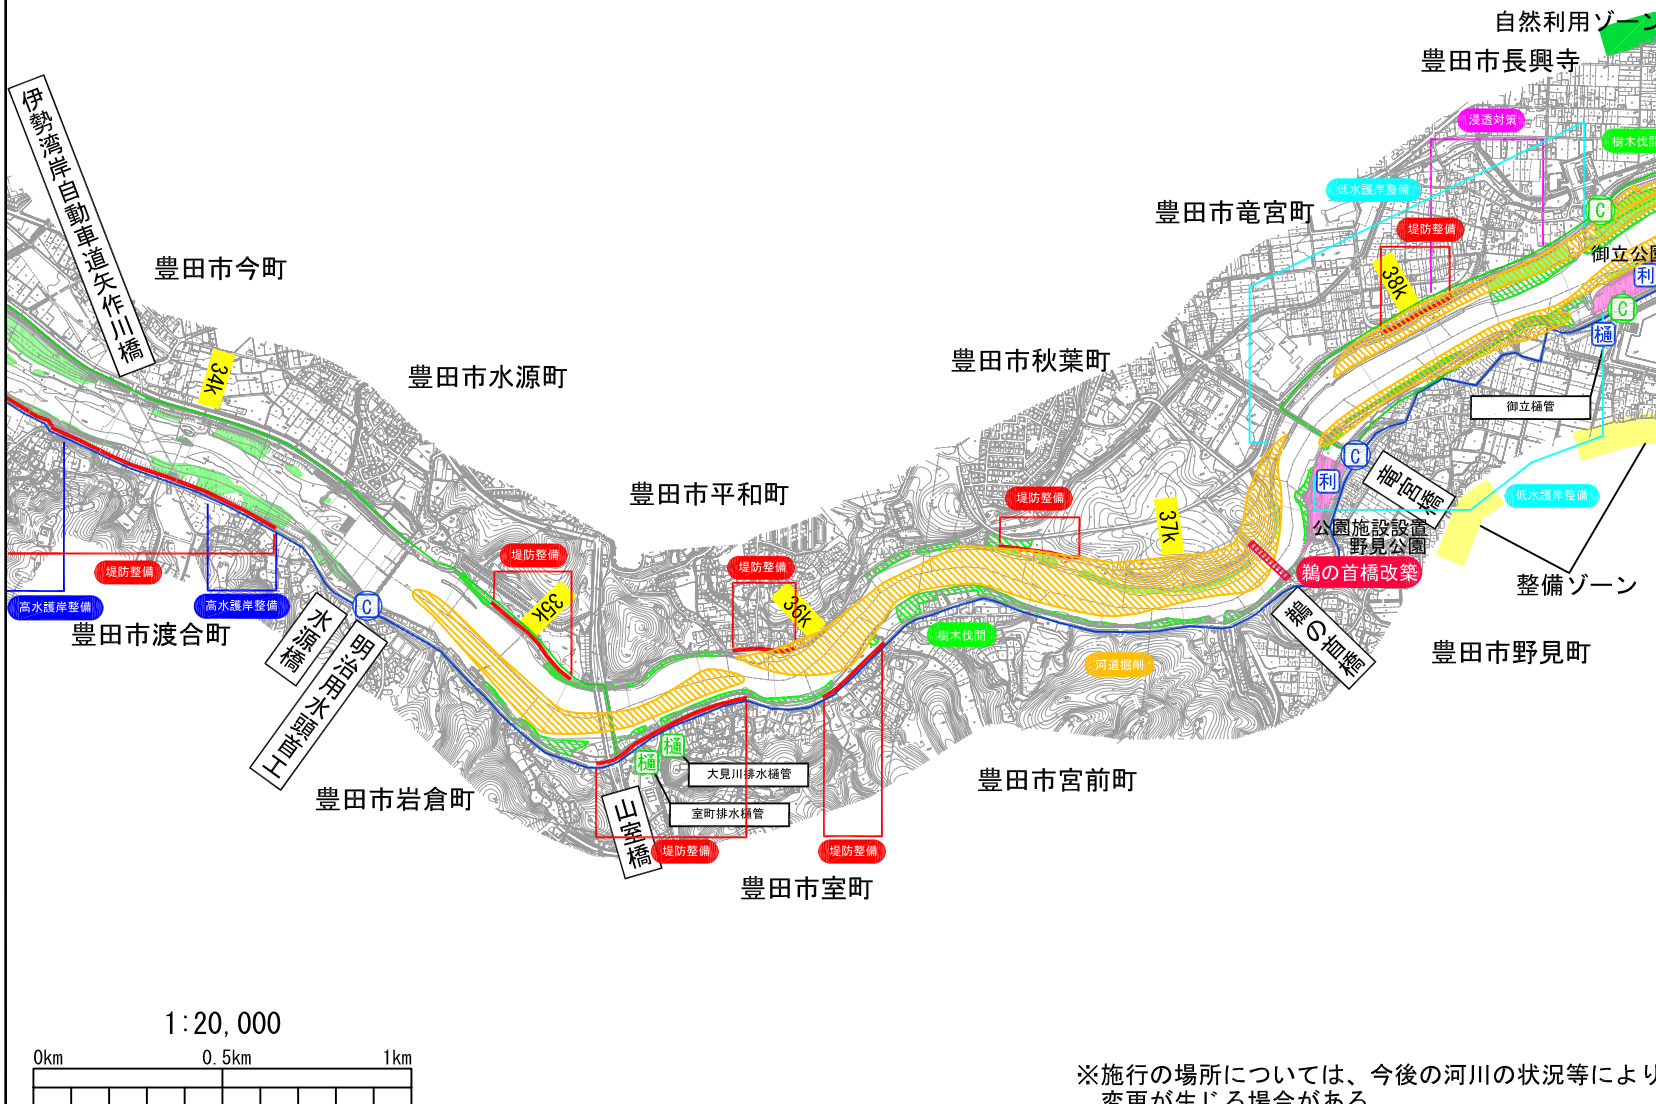 自然利用ゾーン
豊田市長興寺
伊勢湾岸自動車道矢作川橋
浸透対策
樹木伐開
低水護岸整備
豊田市竜宮町
C
堤防整備
御立公園
豊田市今町
38k
利
C
樋
34k
豊田市水源町
豊田市秋葉町
御立樋管
C
竜宮橋
利
豊田市平和町
堤防整備
37k
低水護岸整備
公園施設設置
野見公園
堤防整備
堤防整備
堤防整備
鵜の首橋改築
整備ゾーン
高水護岸整備
高水護岸整備
C
35k
36k
豊田市渡合町
水源橋
明治用水頭首工
樹木伐開
鵜の首橋
河道掘削
豊田市野見町
樋
樋
大見川排水樋管
豊田市宮前町
豊田市岩倉町
室町排水樋管
山室橋
堤防整備
堤防整備
豊田市室町
1:20,000
0km 0.5km 1km
※施行の場所については、今後の河川の状況等により
変更が生じる場合がある